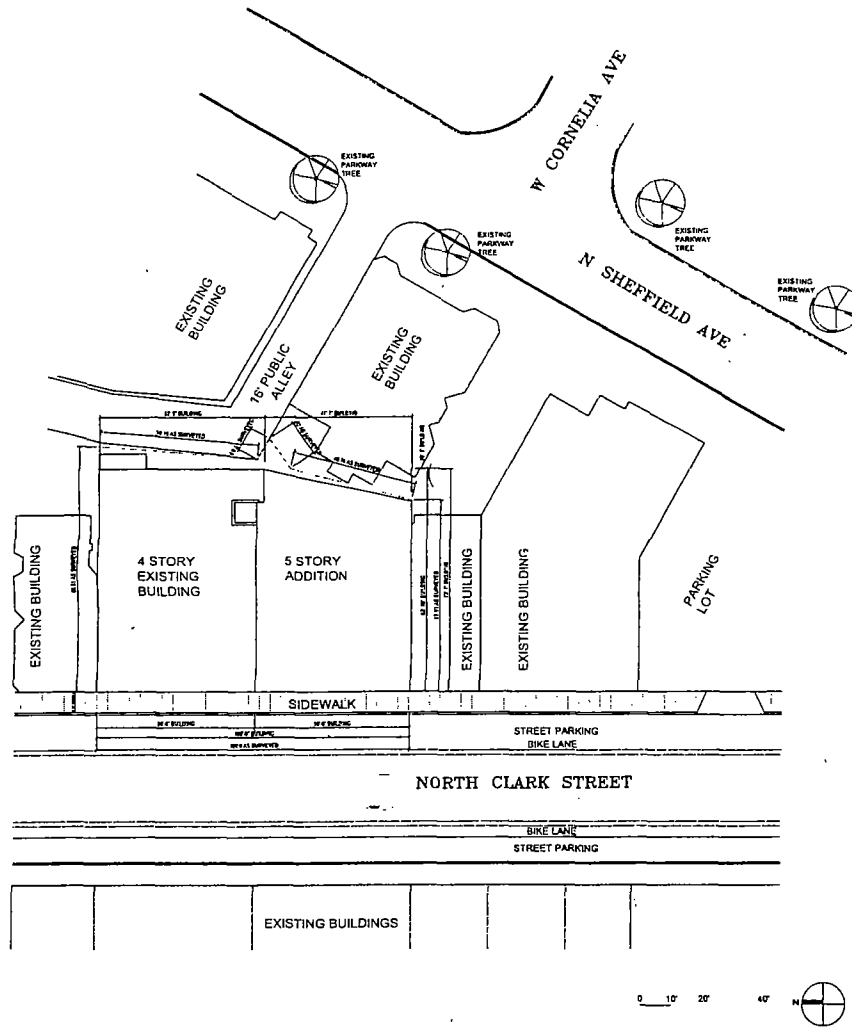 W CORNELIA AVE
EXISTING
PARKWAY
TREE
EXISTING
PARKWAY
TREE
EXISTING
PARKWAY
TREE
EXISTING
PARKWAY
TREE
N SHEFFIELD AVE
EXISTING
BUILDING
16' PUBLIC
ALLEY
EXISTING
BUILDING
EXISTING BUILDING
4 STORY
EXISTING
BUILDING
5 STORY
ADDITION
EXISTING BUILDING
EXISTING BUILDING
PARKING
LOT
SIDEWALK
STREET PARKING
BIKE LANE
NORTH CLARK STREET
BIKE LANE
STREET PARKING
EXISTING BUILDINGS
0 10' 20' 40'
N